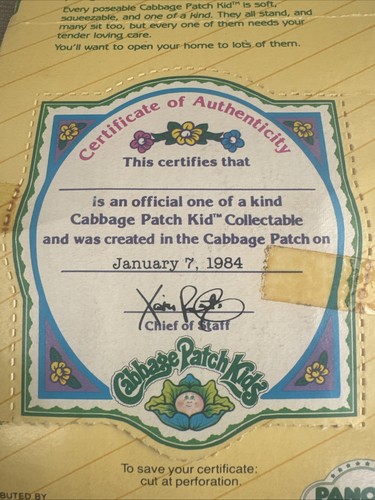 Every poseable Cabbage Patch Kid™ is soft,
squeezable, and one of a kind. They all stand, and
many sit too, but every one of them needs your
tender loving care.
You'll want to open your home to lots of them.
Certificate of Authenticity
This certifies that
is an official one of a kind
Cabbage Patch Kid™ Collectable
and was created in the Cabbage Patch on
January 7, 1984
Chief of Staff
Cabbage Patch Kids
To save your certificate:
cut at perforation.
BUTED BY
PANO